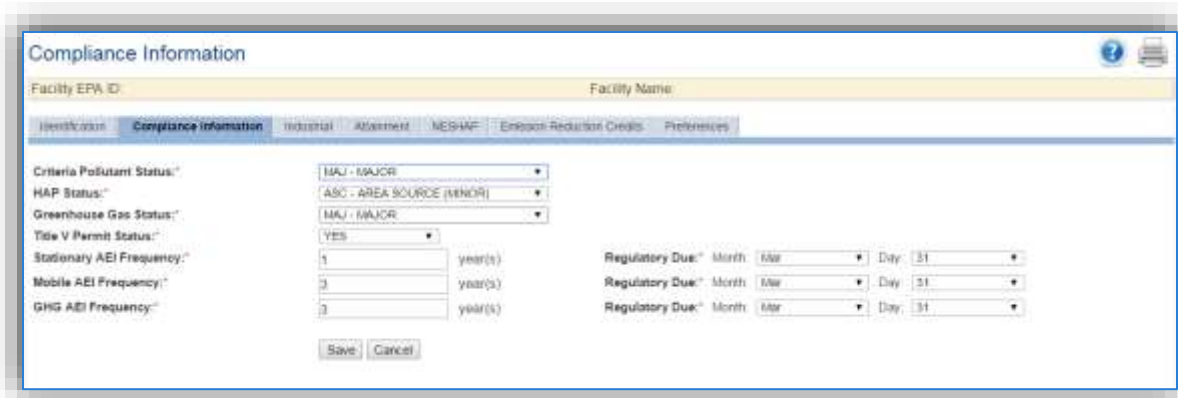 Compliance Information
Facility EPA ID: Facility Name:
Identification Compliance Information Industrial Attainment NESHAP Emission Reduction Credits Preferences
Criteria Pollutant Status:* MAJ - MAJOR
HAP Status:* ASC - AREA SOURCE (MINOR)
Greenhouse Gas Status:* MAJ - MAJOR
Title V Permit Status:* YES
Stationary AEI Frequency:* 1 year(s) Regulatory Due:* Month: Mar Day: 31
Mobile AEI Frequency:* 3 year(s) Regulatory Due:* Month: Mar Day: 31
GHG AEI Frequency:* 3 year(s) Regulatory Due:* Month: Mar Day: 31
Save Cancel